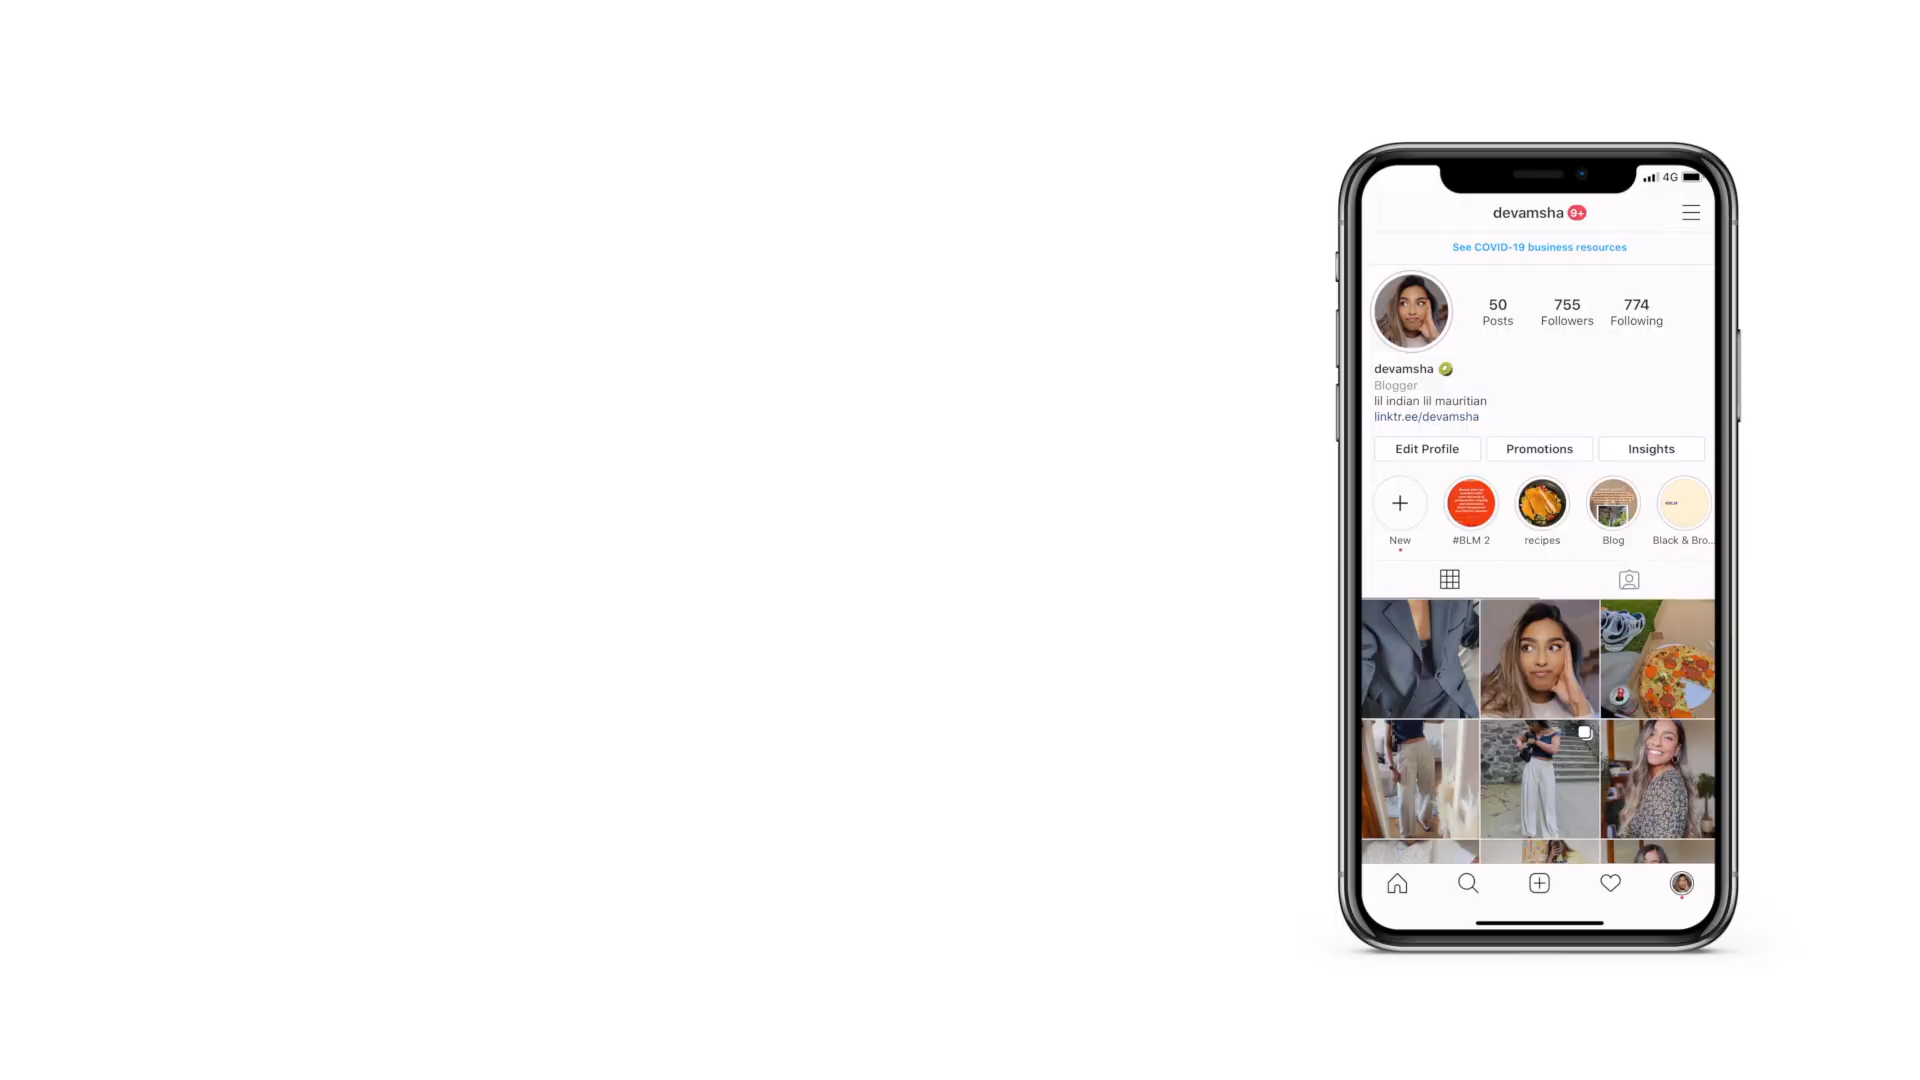 4G
devamsha 9+
See COVID-19 business resources
50 755 774
Posts Followers Following
devamsha
Blogger
lil indian lil mauritian
linktr.ee/devamsha
Edit Profile Promotions Insights
New #BLM 2 recipes Blog Black & Bro...